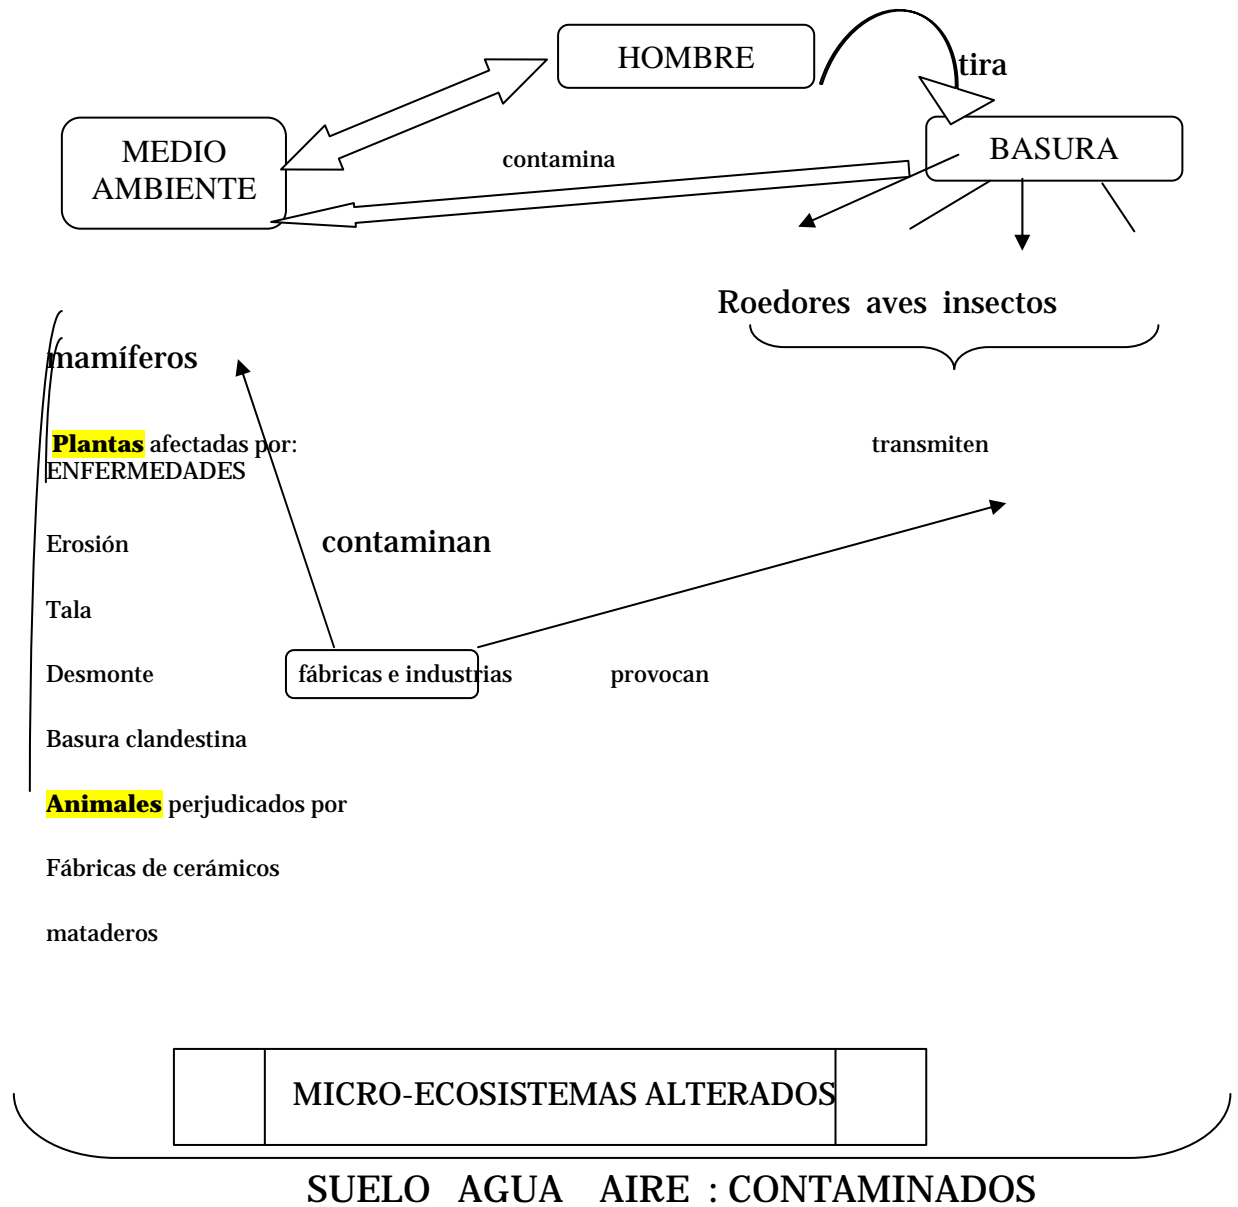 HOMBRE
tira
MEDIO
AMBIENTE
contamina
BASURA
Roedores aves insectos
mamíferos
Plantas afectadas por:
transmiten
ENFERMEDADES
Erosión
contaminan
Tala
Desmonte
fábricas e industrias
provocan
Basura clandestina
Animales perjudicados por
Fábricas de cerámicos
mataderos
MICRO-ECOSISTEMAS ALTERADOS
SUELO AGUA AIRE : CONTAMINADOS